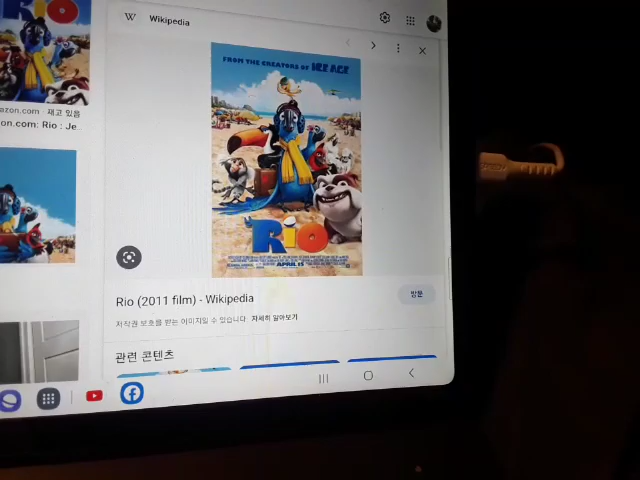 W Wikipedia
RIO
FROM THE CREATORS OF ICE AGE
azon.com · 재고 있음
on.com: Rio : Je
Rio
APRIL 15
Rio (2011 film) - Wikipedia
방문
저작권 보호를 받는 이미지일 수 있습니다. 자세히 알아보기
관련 콘텐츠